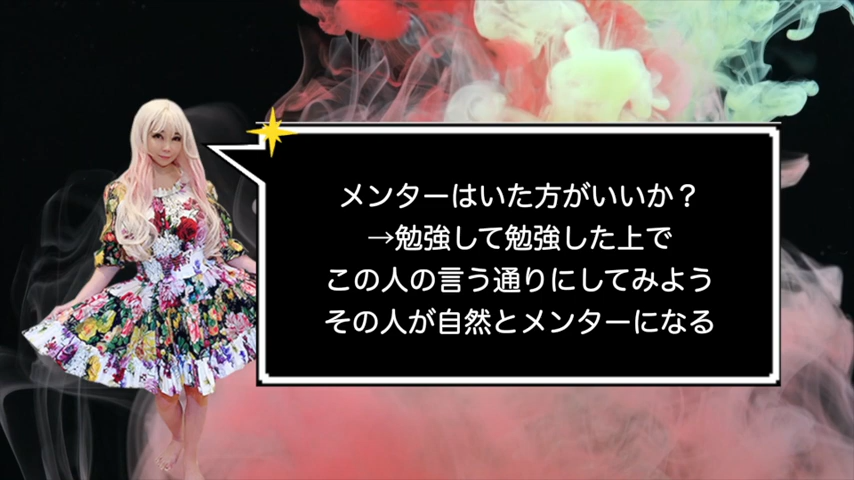 メンターはいた方がいいか？
→勉強して勉強した上で
この人の言う通りにしてみよう
その人が自然とメンターになる